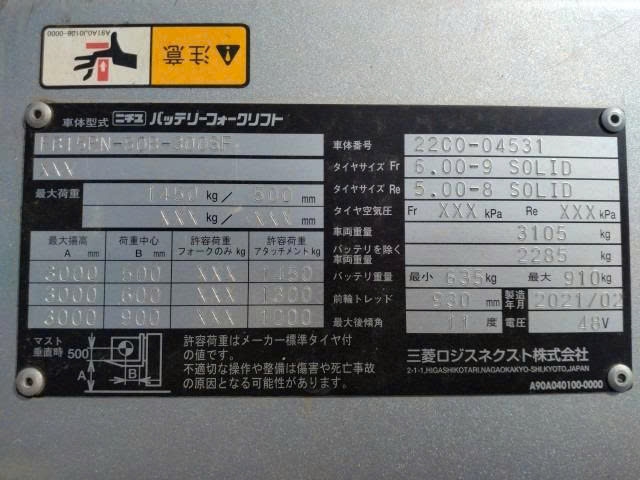 注意
A91AJ0108-0000
車体型式 ニチユ バッテリーフォークリフト
FB15PN-80B-300SF
XXX
最大荷重 1450 kg / 500 mm
XXX kg / XXX mm
最大揚高 A mm 荷重中心 B mm 許容荷重 フォークのみ kg 許容荷重 アタッチメント kg
3000 500 XXX 1450
3000 600 XXX 1300
3000 900 XXX 1000
マスト垂直時 500 A B
許容荷重はメーカー標準タイヤ付
の値です。
不適切な操作や整備は傷害や死亡事故
の原因となる可能性があります。
車体番号 22C0-04531
タイヤサイズ Fr 6.00-9 SOLID
タイヤサイズ Re 5.00-8 SOLID
タイヤ空気圧 Fr XXX kPa Re XXX kPa
車両重量 3105 kg
バッテリを除く車両重量 2285 kg
バッテリ重量 最小 635 kg 最大 910 kg
前輪トレッド 930 mm 製造年月 2021/02
最大後傾角 11 度 電圧 48 V
三菱ロジスネクスト株式会社
2-1-1,HIGASHIKOTARI,NAGAOKAKYO-SHI,KYOTO,JAPAN
A90A040100-0000